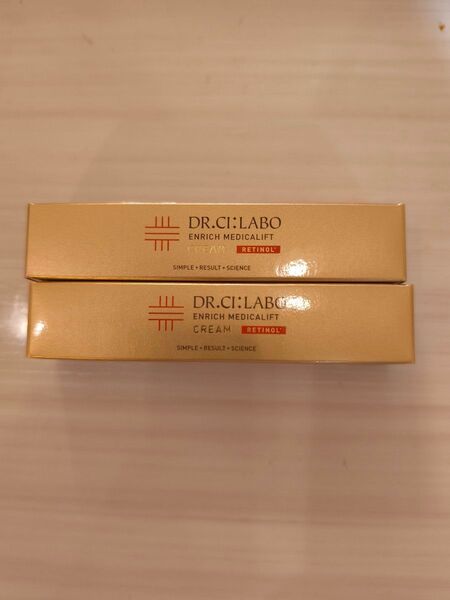 DR.CI:LABO
ENRICH MEDICALIFT
CREAM RETINOL*
SIMPLE • RESULT • SCIENCE
DR.CI:LABO
ENRICH MEDICALIFT
CREAM RETINOL*
SIMPLE • RESULT • SCIENCE